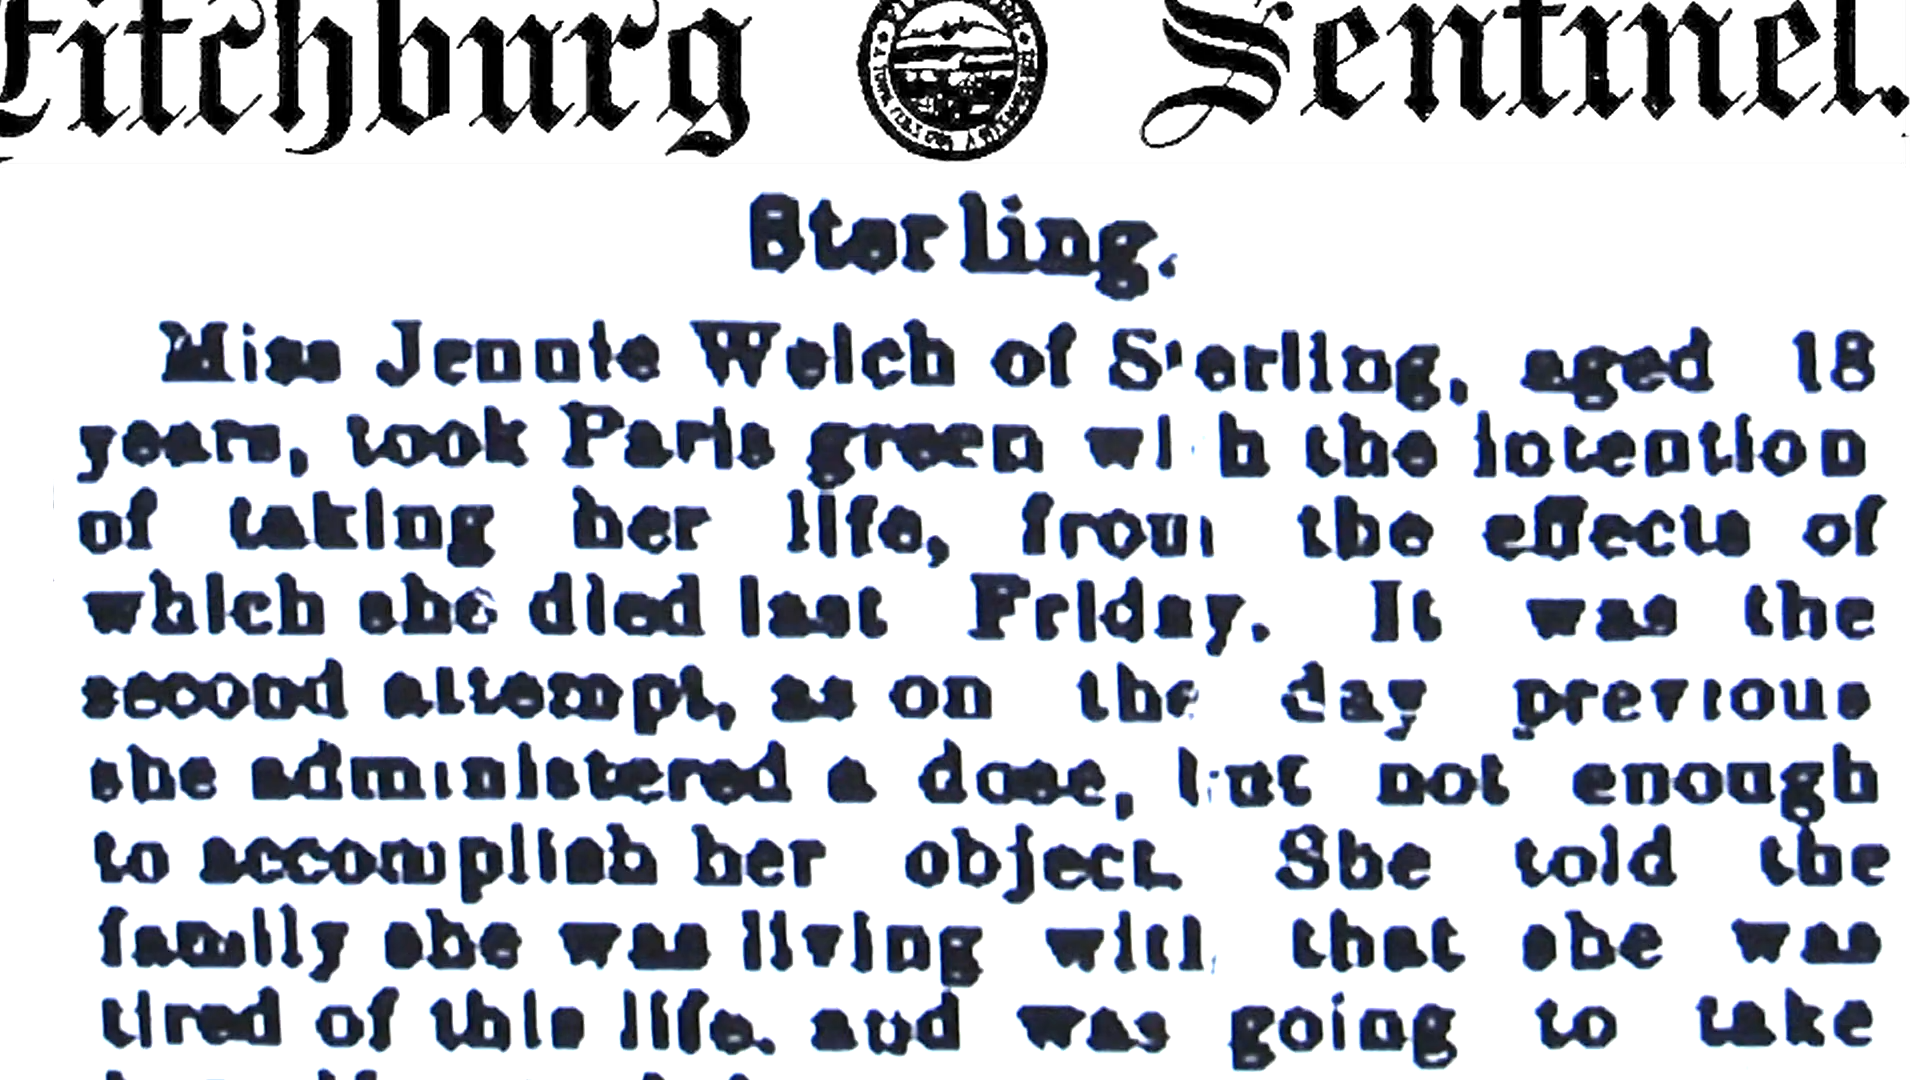 Fitchburg Sentinel.
Sterling.
Miss Jennie Welch of S'erling, aged 18
years, took Paris green wi h the intention
of taking her life, from the effects of
which she died last Friday. It was the
second attempt, as on the day previous
she administered a dose, but not enough
to accomplish her object. She told the
family she was living with that she was
tired of this life, and was going to take